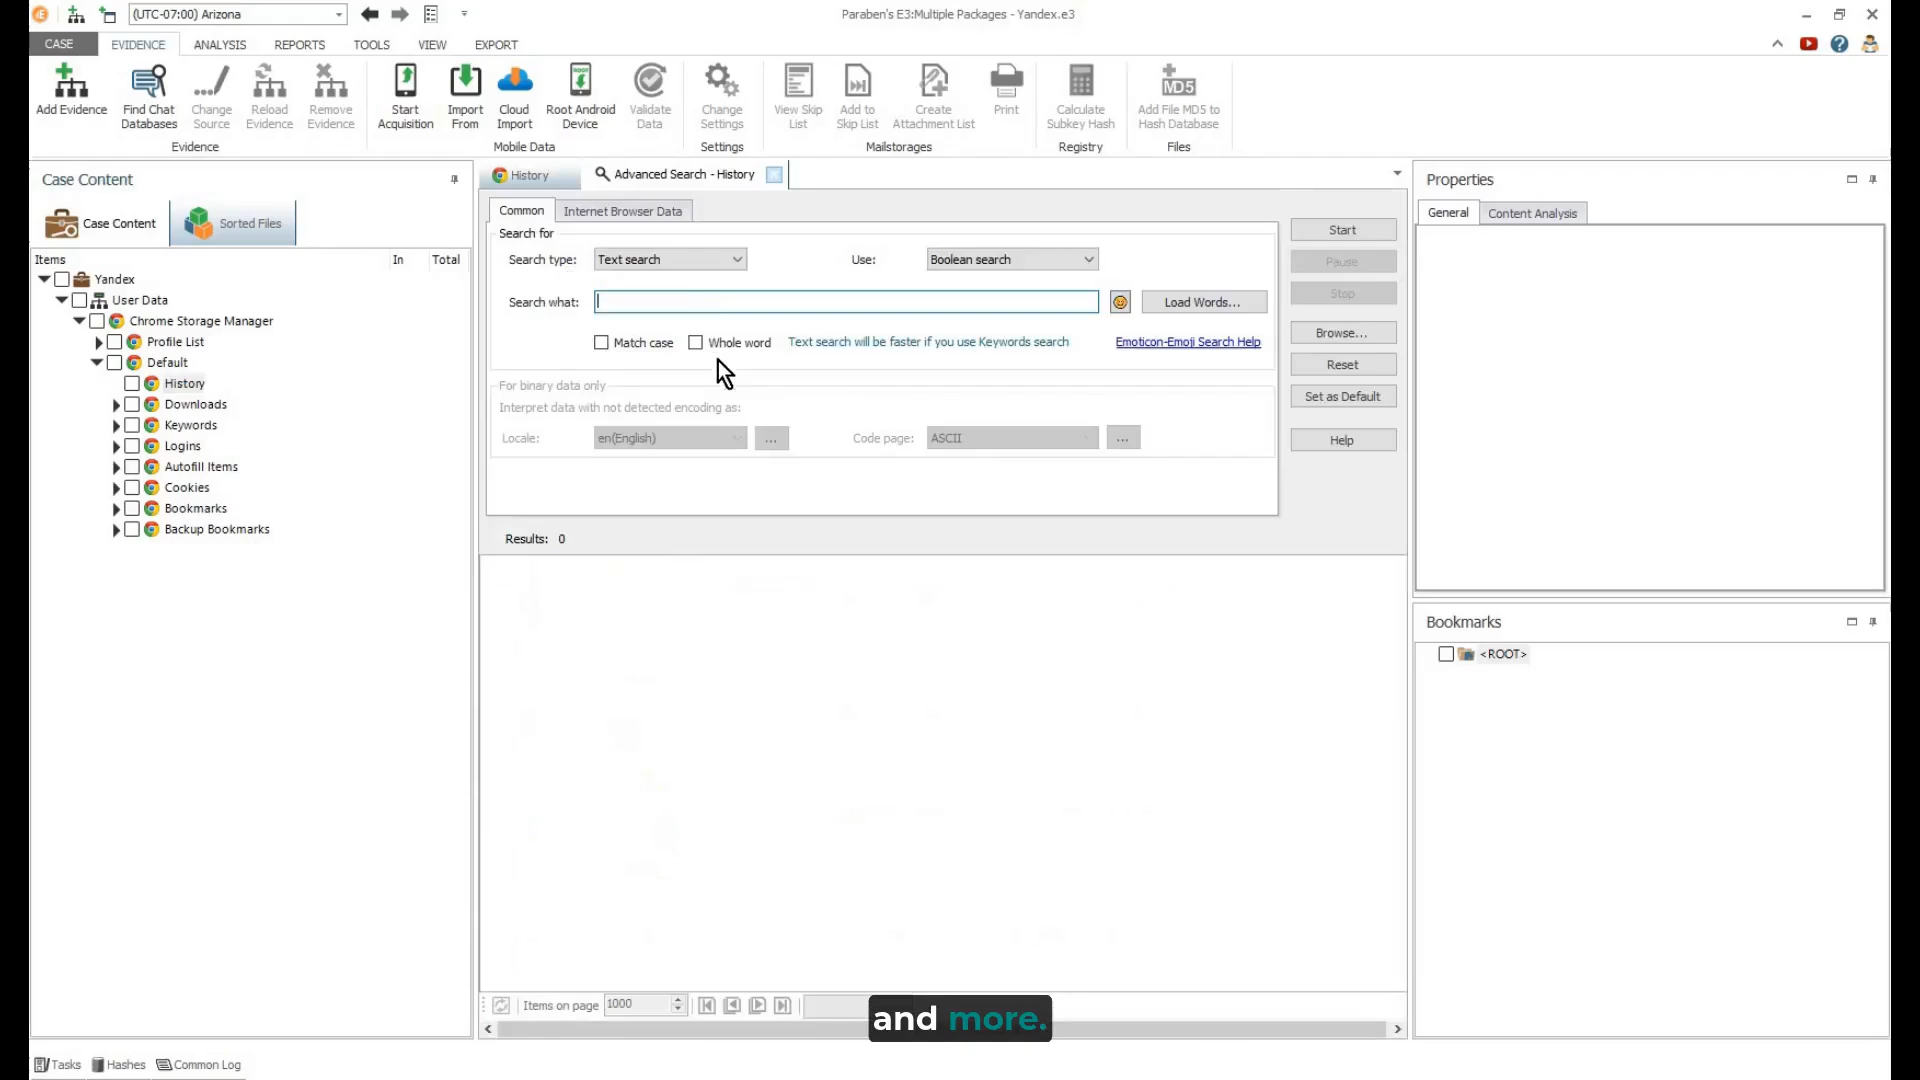 (UTC-07:00) Arizona
Paraben's E3:Multiple Packages - Yandex.e3
CASE EVIDENCE ANALYSIS REPORTS TOOLS VIEW EXPORT
Add Evidence
Find Chat Databases
Change Source
Reload Evidence
Remove Evidence
Start Acquisition
Import From
Cloud Import
Root Android Device
ROOT
Validate Data
Change Settings
View Skip List
Add to Skip List
Create Attachment List
Print
Calculate Subkey Hash
MD5
Add File MD5 to Hash Database
Evidence
Mobile Data
Settings
Mailstorages
Registry
Files
Case Content
Case Content
Sorted Files
Items In Total
Yandex
User Data
Chrome Storage Manager
Profile List
Default
History
Downloads
Keywords
Logins
Autofill Items
Cookies
Bookmarks
Backup Bookmarks
History
Advanced Search - History
Common
Internet Browser Data
Search for
Search type: Text search
Use: Boolean search
Search what:
Load Words...
Match case
Whole word
Text search will be faster if you use Keywords search
Emoticon-Emoji Search Help
For binary data only
Interpret data with not detected encoding as:
Locale: en(English) ...
Code page: ASCII ...
Start
Pause
Stop
Browse...
Reset
Set as Default
Help
Results: 0
Items on page 1000
and more.
Properties
General
Content Analysis
Bookmarks
<ROOT>
Tasks
Hashes
Common Log